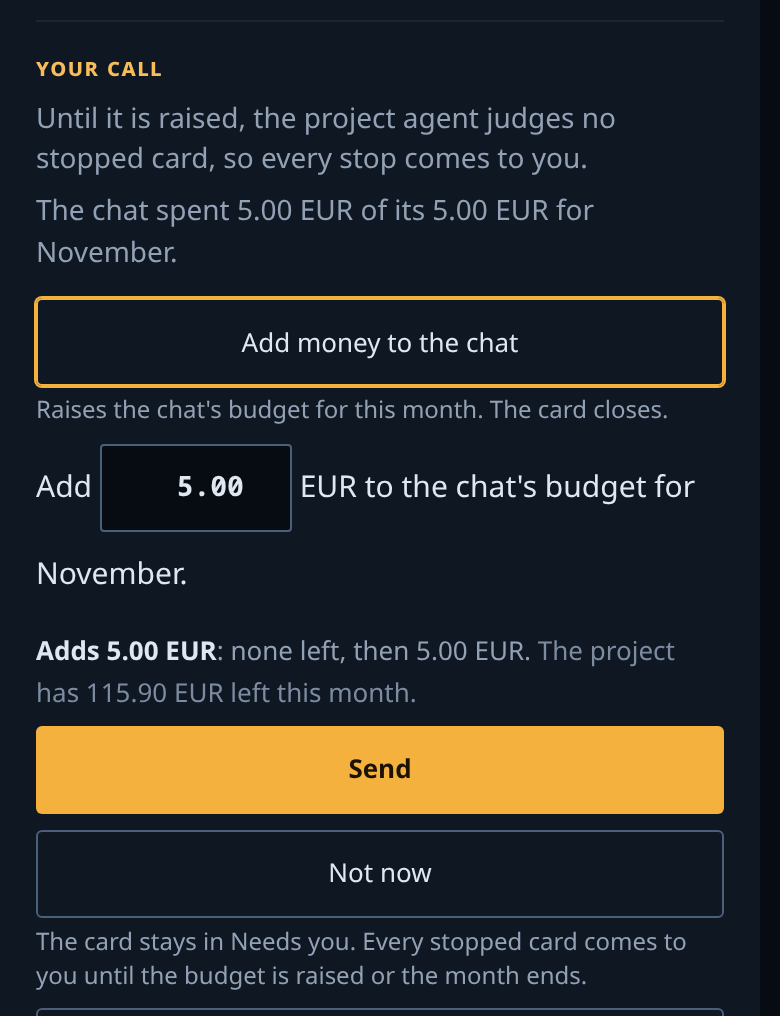 YOUR CALL
Until it is raised, the project agent judges no
stopped card, so every stop comes to you.
The chat spent 5.00 EUR of its 5.00 EUR for
November.
Add money to the chat
Raises the chat's budget for this month. The card closes.
Add 5.00 EUR to the chat's budget for
November.
Adds 5.00 EUR: none left, then 5.00 EUR. The project
has 115.90 EUR left this month.
Send
Not now
The card stays in Needs you. Every stopped card comes to
you until the budget is raised or the month ends.